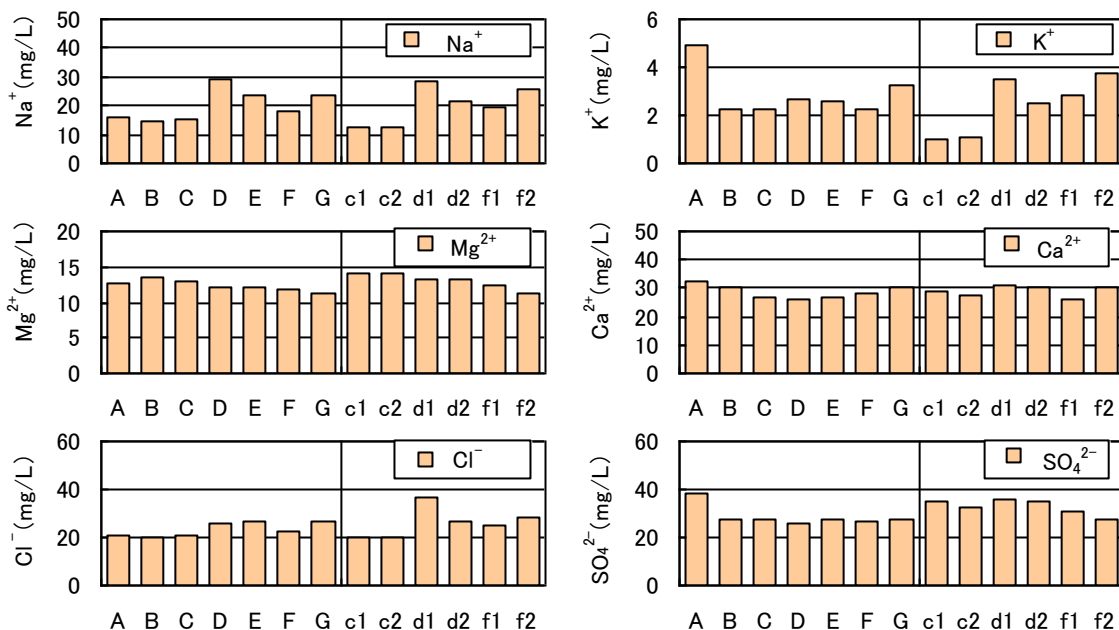 Na⁺(mg/L)
50
40
30
20
10
0
Na⁺
A B C D E F G c1 c2 d1 d2 f1 f2
K⁺(mg/L)
6
4
2
0
K⁺
A B C D E F G c1 c2 d1 d2 f1 f2
Mg²⁺(mg/L)
20
15
10
5
0
Mg²⁺
A B C D E F G c1 c2 d1 d2 f1 f2
Ca²⁺(mg/L)
50
40
30
20
10
0
Ca²⁺
A B C D E F G c1 c2 d1 d2 f1 f2
Cl⁻(mg/L)
60
40
20
0
Cl⁻
A B C D E F G c1 c2 d1 d2 f1 f2
SO₄²⁻(mg/L)
60
40
20
0
SO₄²⁻
A B C D E F G c1 c2 d1 d2 f1 f2